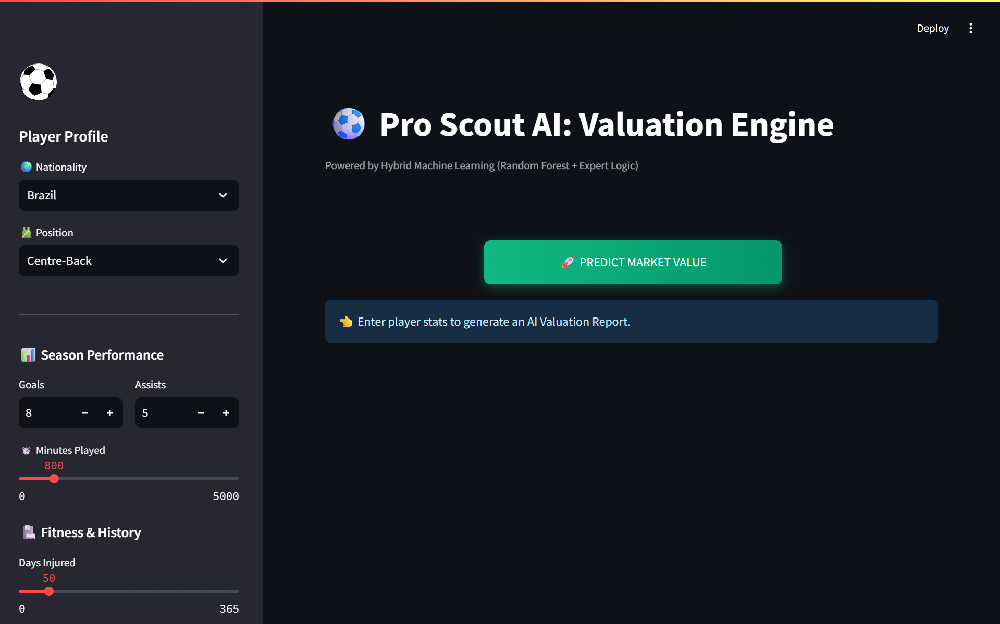 Deploy
Player Profile
Nationality
Brazil
Position
Centre-Back
Season Performance
Goals
Assists
8
5
Minutes Played
800
0
5000
Fitness & History
Days Injured
50
0
365
Pro Scout AI: Valuation Engine
Powered by Hybrid Machine Learning (Random Forest + Expert Logic)
PREDICT MARKET VALUE
Enter player stats to generate an AI Valuation Report.